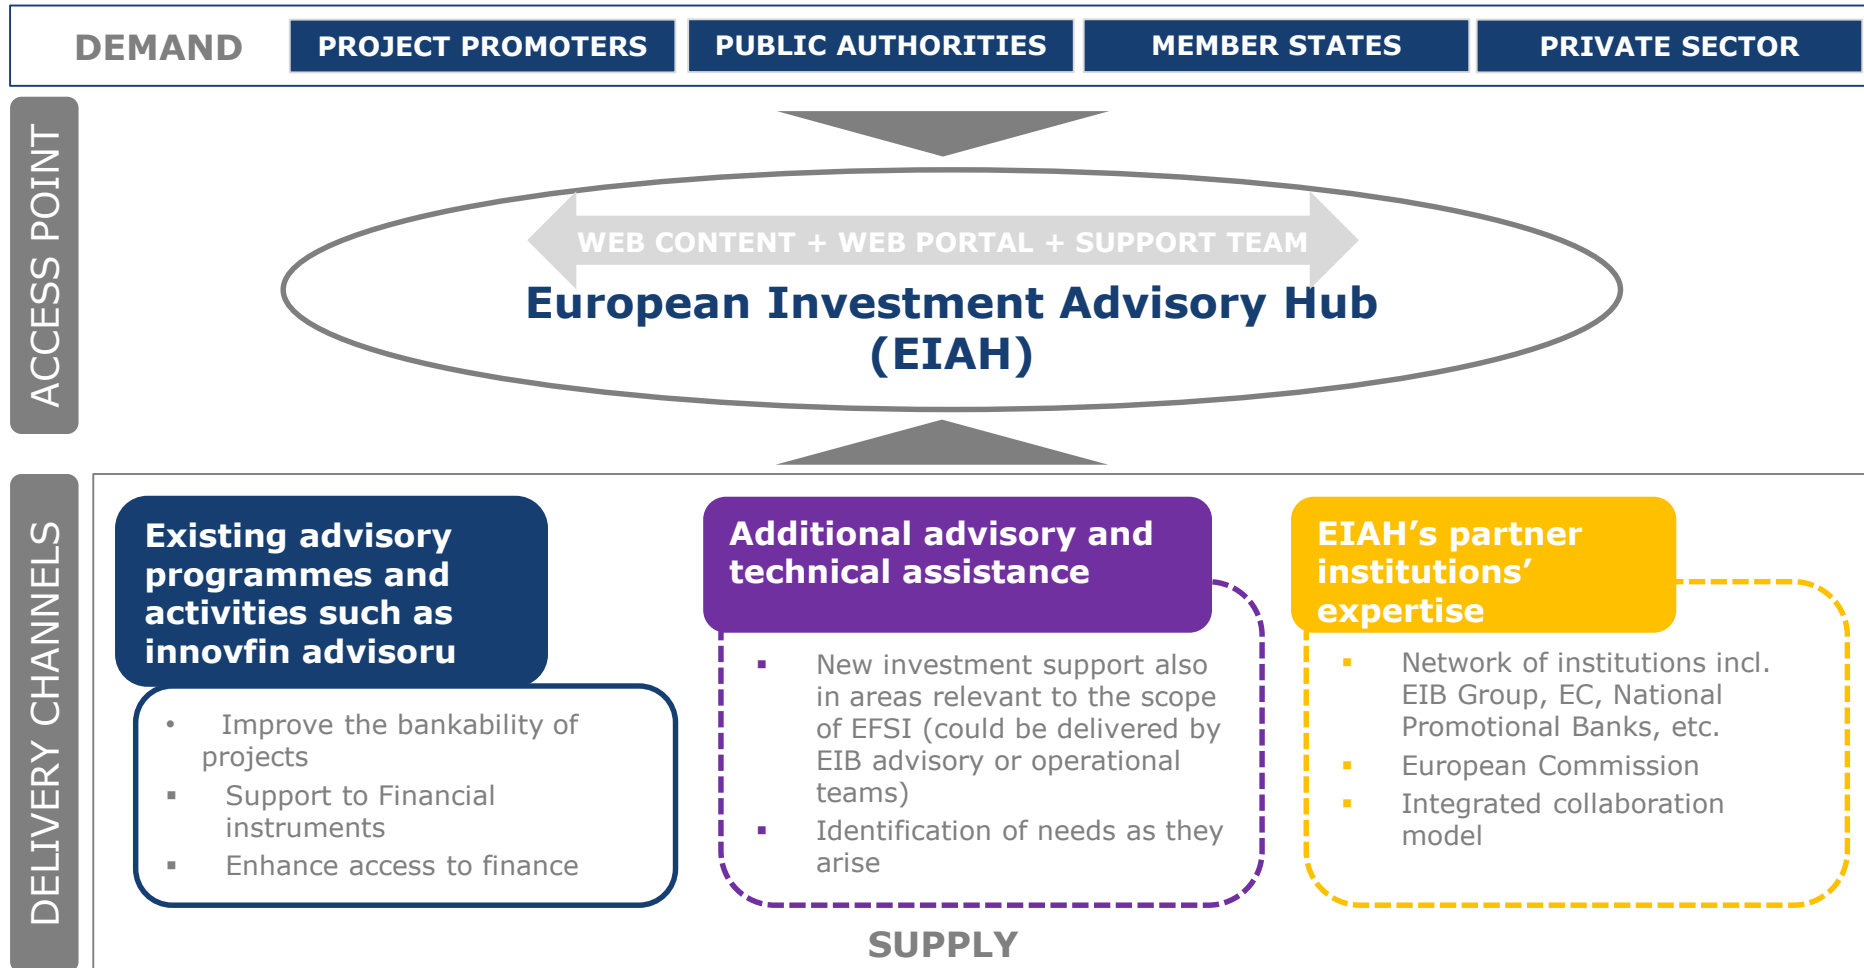 DEMAND
PROJECT PROMOTERS
PUBLIC AUTHORITIES
MEMBER STATES
PRIVATE SECTOR
ACCESS POINT
WEB CONTENT + WEB PORTAL + SUPPORT TEAM
European Investment Advisory Hub
(EIAH)
DELIVERY CHANNELS
Existing advisory
programmes and
activities such as
innovfin advisoru
• Improve the bankability of
projects
▪ Support to Financial
instruments
▪ Enhance access to finance
Additional advisory and
technical assistance
▪ New investment support also
in areas relevant to the scope
of EFSI (could be delivered by
EIB advisory or operational
teams)
▪ Identification of needs as they
arise
EIAH’s partner
institutions’
expertise
▪ Network of institutions incl.
EIB Group, EC, National
Promotional Banks, etc.
▪ European Commission
▪ Integrated collaboration
model
SUPPLY